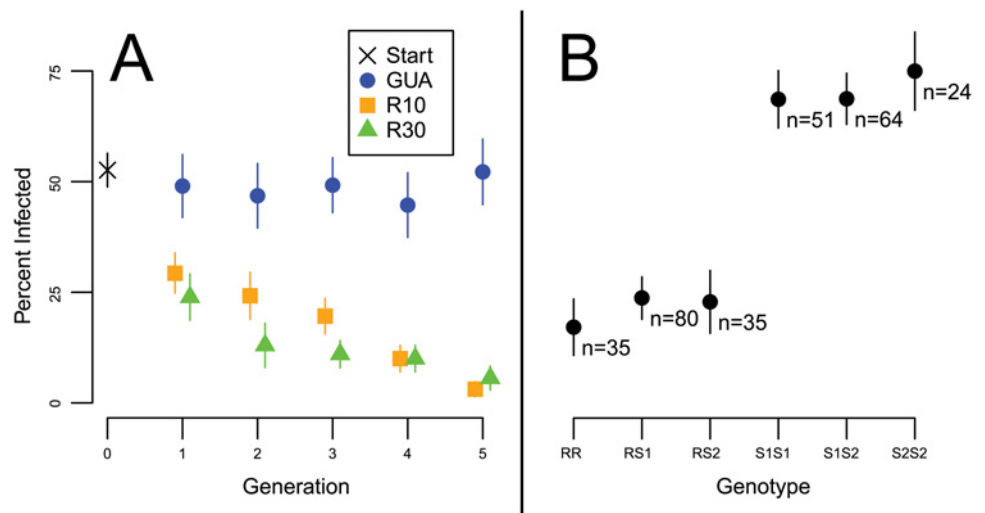 A
Start
GUA
R10
R30
75
50
25
0
Percent Infected
0 1 2 3 4 5
Generation
B
n=35
n=80
n=35
n=51
n=64
n=24
RR RS1 RS2 S1S1 S1S2 S2S2
Genotype